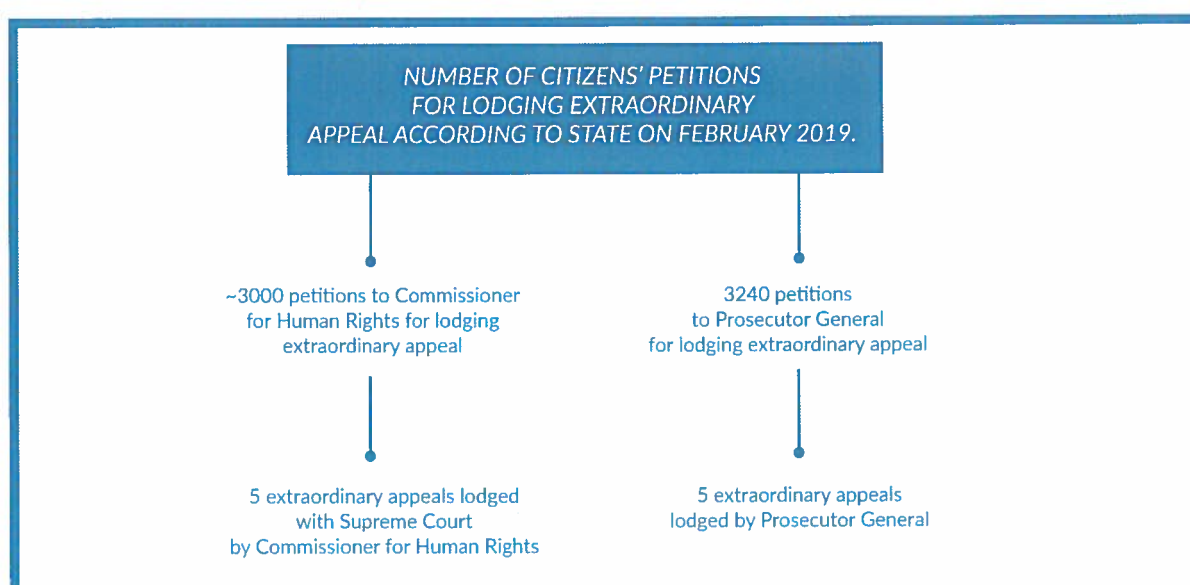 NUMBER OF CITIZENS' PETITIONS
FOR LODGING EXTRAORDINARY
APPEAL ACCORDING TO STATE ON FEBRUARY 2019.
~3000 petitions to Commissioner
for Human Rights for lodging
extraordinary appeal
3240 petitions
to Prosecutor General
for lodging extraordinary appeal
5 extraordinary appeals lodged
with Supreme Court
by Commissioner for Human Rights
5 extraordinary appeals
lodged by Prosecutor General